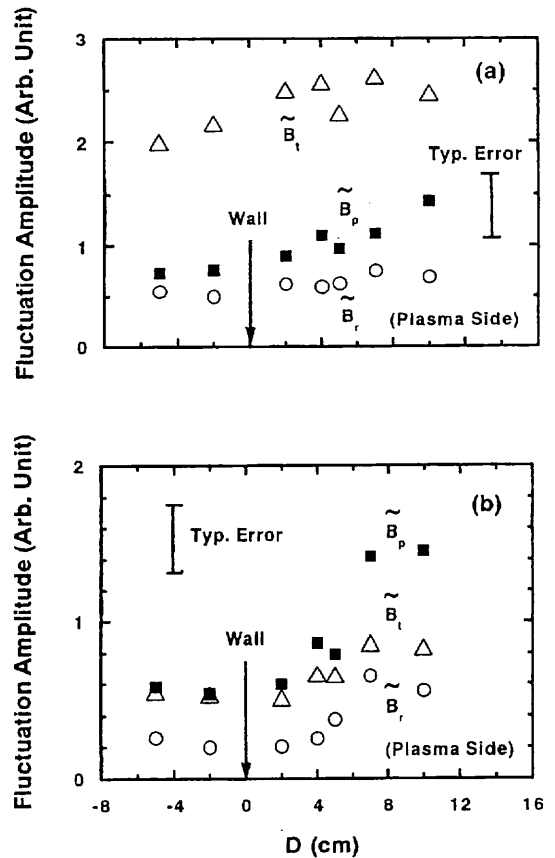 Fluctuation Amplitude (Arb. Unit)
3
2
1
0
(a)
B̃t
Typ. Error
Wall
B̃p
B̃r
(Plasma Side)
Fluctuation Amplitude (Arb. Unit)
2
1
0
(b)
Typ. Error
B̃p
B̃t
Wall
B̃r
(Plasma Side)
-8 -4 0 4 8 12 16
D (cm)